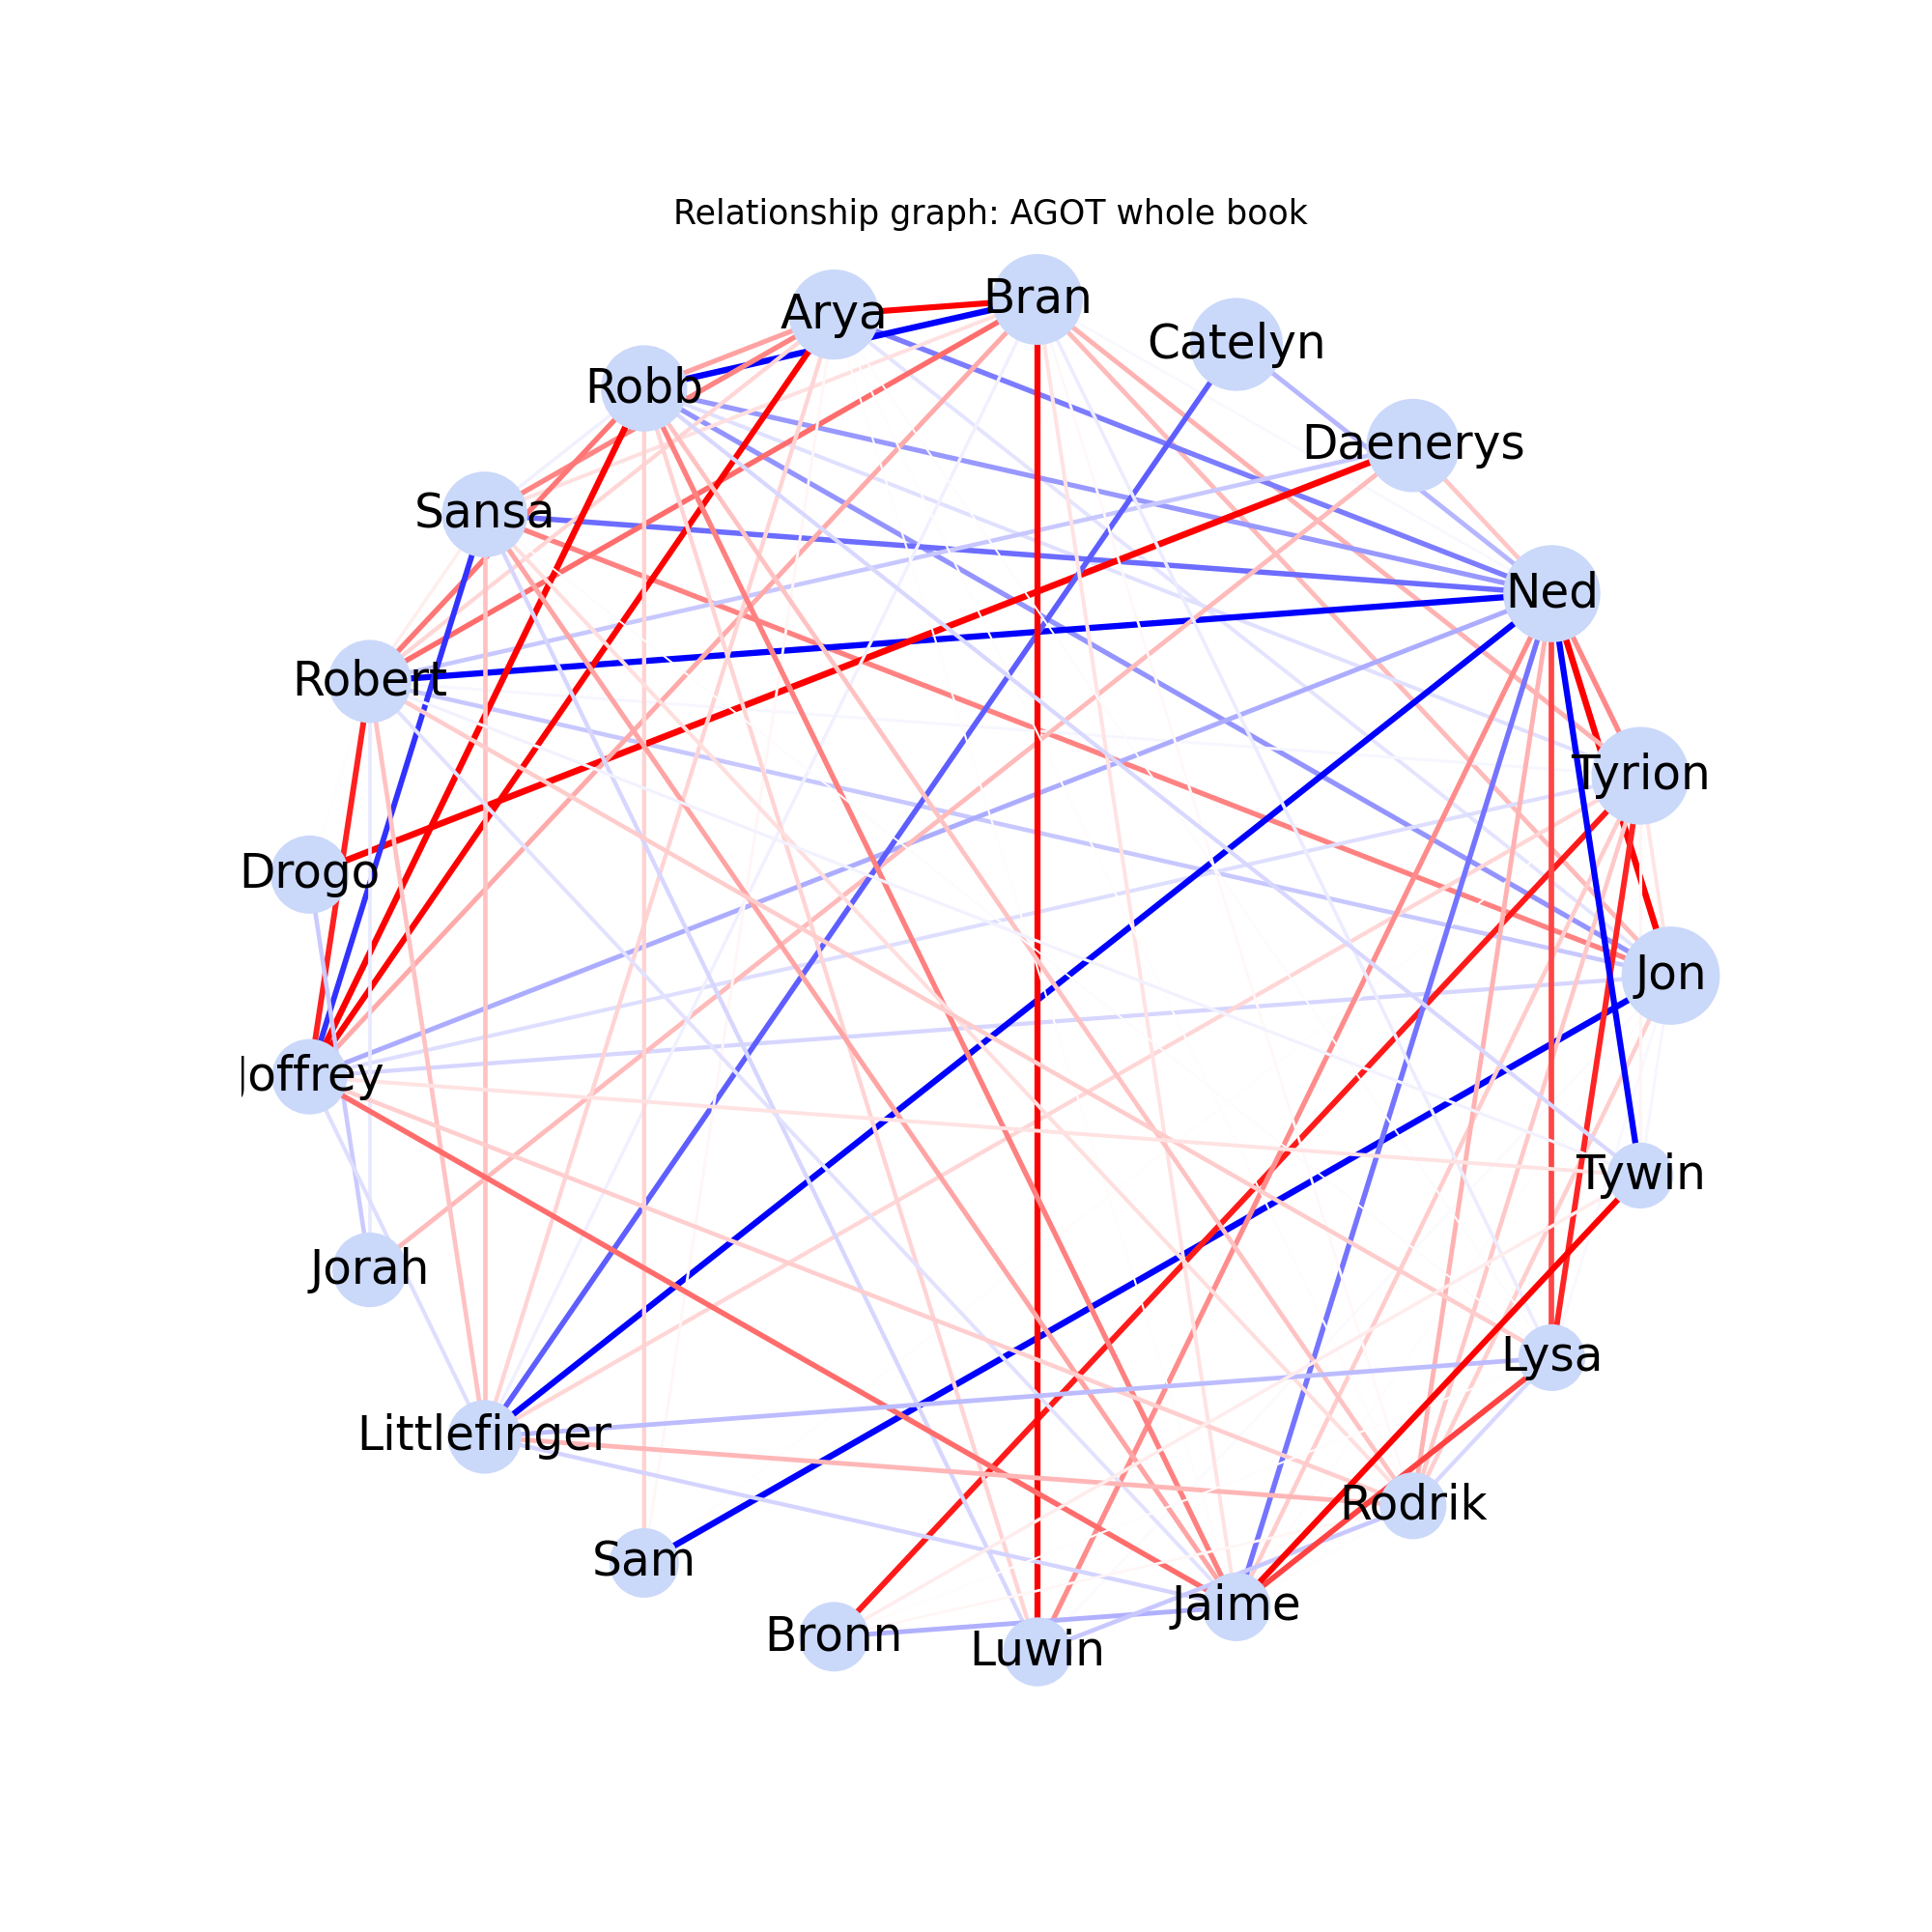 Relationship graph: AGOT whole book
Bran
Arya
Catelyn
Robb
Daenerys
Sansa
Ned
Robert
Tyrion
Drogo
Jon
Joffrey
Tywin
Jorah
Lysa
Littlefinger
Rodrik
Sam
Jaime
Bronn
Luwin